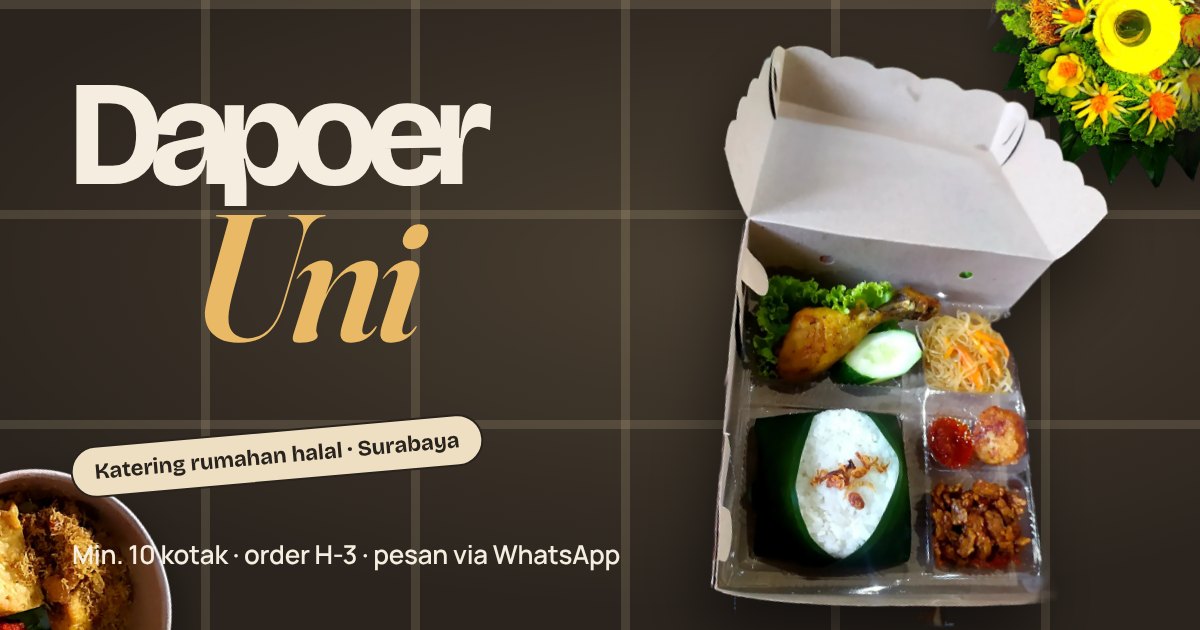 Dapoer
Uni
Katering rumahan halal · Surabaya
Min. 10 kotak · order H-3 · pesan via WhatsApp